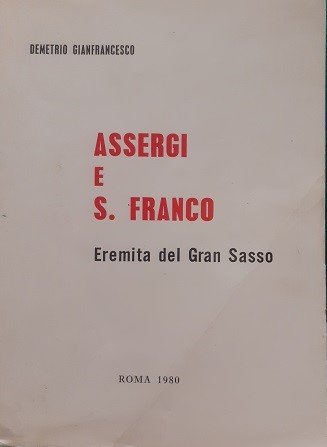 DEMETRIO GIANFRANCESCO
ASSERGI
E
S. FRANCO
Eremita del Gran Sasso
ROMA 1980